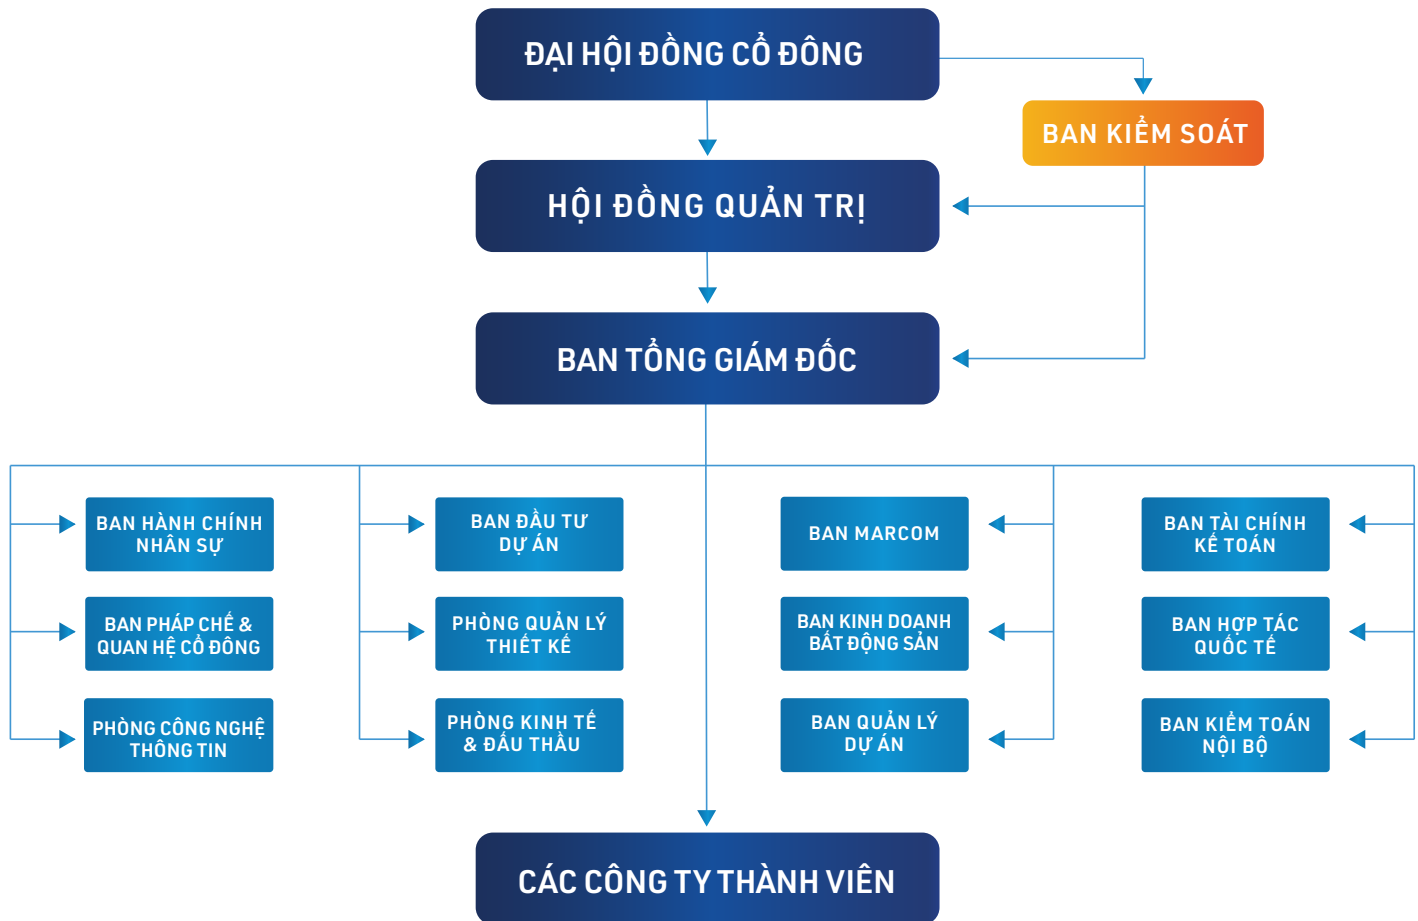 ĐẠI HỘI ĐỒNG CỔ ĐÔNG
BAN KIỂM SOÁT
HỘI ĐỒNG QUẢN TRỊ
BAN TỔNG GIÁM ĐỐC
BAN HÀNH CHÍNH
NHÂN SỰ
BAN ĐẦU TƯ
DỰ ÁN
BAN MARCOM
BAN TÀI CHÍNH
KẾ TOÁN
BAN PHÁP CHẾ &
QUAN HỆ CỔ ĐÔNG
PHÒNG QUẢN LÝ
THIẾT KẾ
BAN KINH DOANH
BẤT ĐỘNG SẢN
BAN HỢP TÁC
QUỐC TẾ
PHÒNG CÔNG NGHỆ
THÔNG TIN
PHÒNG KINH TẾ
& ĐẤU THẦU
BAN QUẢN LÝ
DỰ ÁN
BAN KIỂM TOÁN
NỘI BỘ
CÁC CÔNG TY THÀNH VIÊN